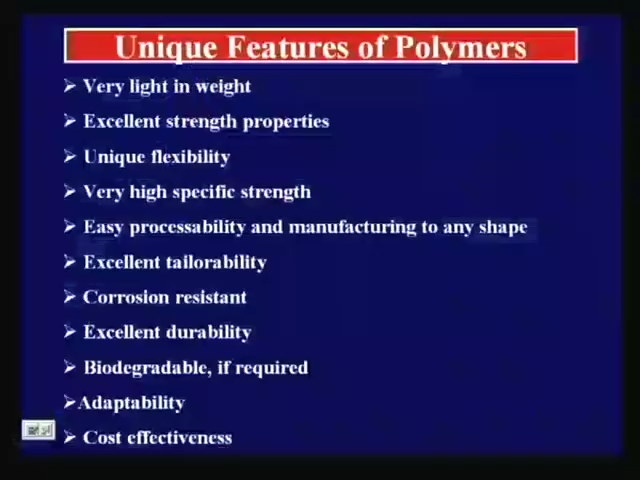 Unique Features of Polymers
➢ Very light in weight
➢ Excellent strength properties
➢ Unique flexibility
➢ Very high specific strength
➢ Easy processability and manufacturing to any shape
➢ Excellent tailorability
➢ Corrosion resistant
➢ Excellent durability
➢ Biodegradable, if required
➢Adaptability
➢ Cost effectiveness